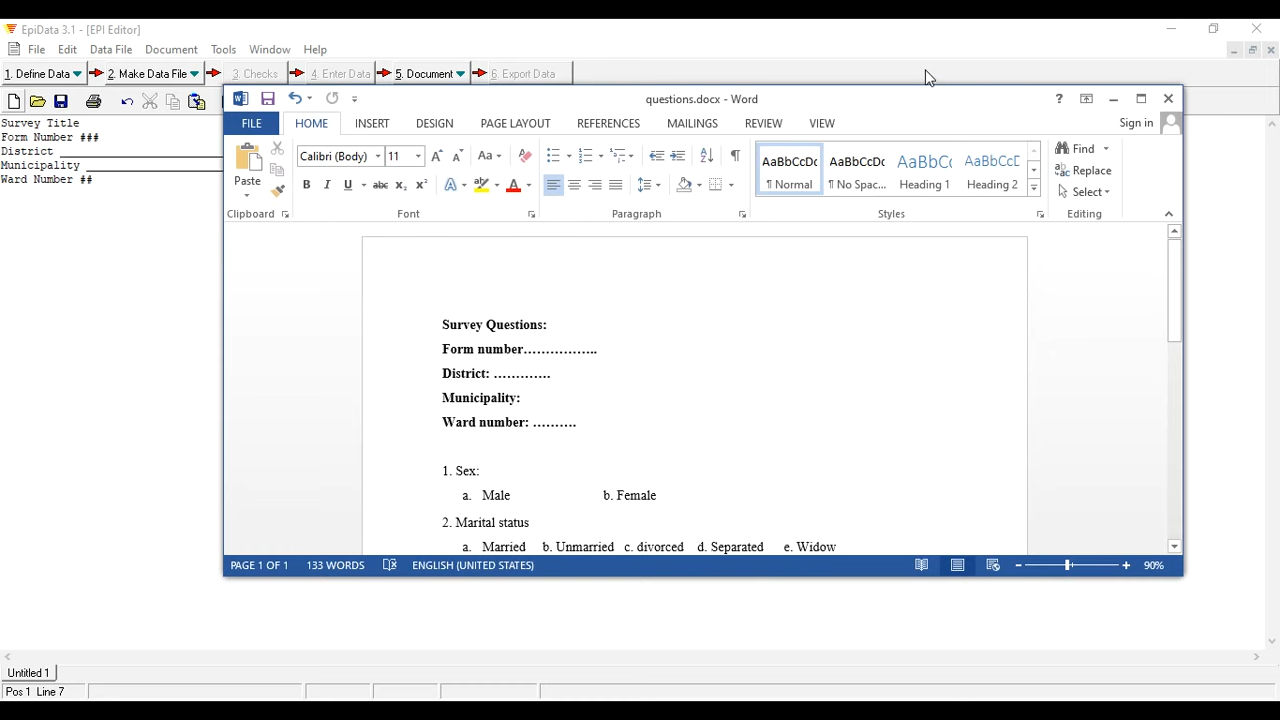 EpiData 3.1 - [EPI Editor]
File Edit Data File Document Tools Window Help
1. Define Data 2. Make Data File 3. Checks 4. Enter Data 5. Document 6. Export Data
Survey Title
Form Number ###
District ____________________
Municipality ____________________
Ward Number ##
questions.docx - Word
FILE HOME INSERT DESIGN PAGE LAYOUT REFERENCES MAILINGS REVIEW VIEW Sign in
Paste
Calibri (Body) 11
AaBbCcDc AaBbCcDc AaBbCc AaBbCcD
¶ Normal ¶ No Spac... Heading 1 Heading 2
Find
Replace
Select
Clipboard Font Paragraph Styles Editing
Survey Questions:
Form number……………..
District: ………….
Municipality:
Ward number: ……….
1. Sex:
a. Male b. Female
2. Marital status
a. Married b. Unmarried c. divorced d. Separated e. Widow
PAGE 1 OF 1 133 WORDS ENGLISH (UNITED STATES) 90%
Untitled 1
Pos 1 Line 7